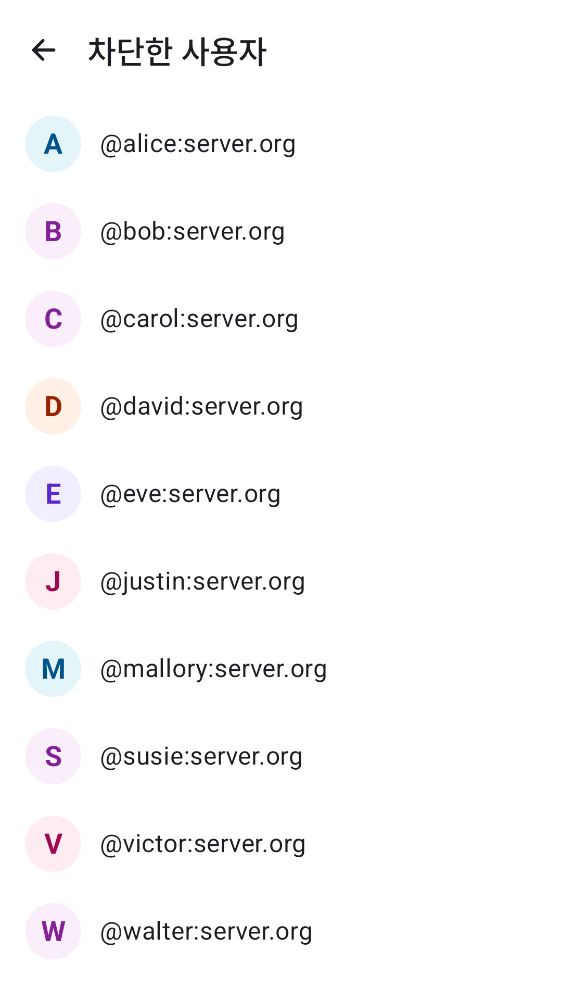 차단한 사용자
A @alice:server.org
B @bob:server.org
C @carol:server.org
D @david:server.org
E @eve:server.org
J @justin:server.org
M @mallory:server.org
S @susie:server.org
V @victor:server.org
W @walter:server.org